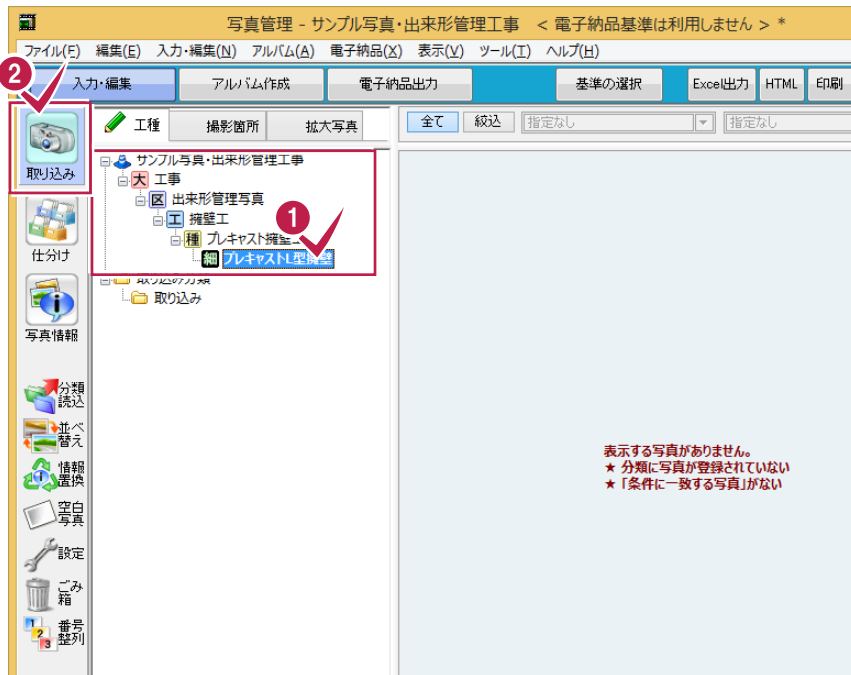 写真管理 - サンプル写真・出来形管理工事 < 電子納品基準は利用しません > *
ファイル(F) 編集(E) 入力・編集(N) アルバム(A) 電子納品(X) 表示(V) ツール(T) ヘルプ(H)
2
入力・編集 アルバム作成 電子納品出力 基準の選択 Excel出力 HTML 印刷
工種 撮影箇所 拡大写真 全て 絞込 指定なし 指定なし
取り込み
サンプル写真・出来形管理工事
大 工事
区 出来形管理写真
工 擁壁工
1
種 プレキャスト擁壁工
細 プレキャストL型擁壁
取り込み分類
取り込み
仕分け
写真情報
分類
読込
並べ
替え
情報
置換
空白
写真
設定
ごみ
箱
1 2 3
番号
整列
表示する写真がありません。
★ 分類に写真が登録されていない
★ 「条件に一致する写真」がない